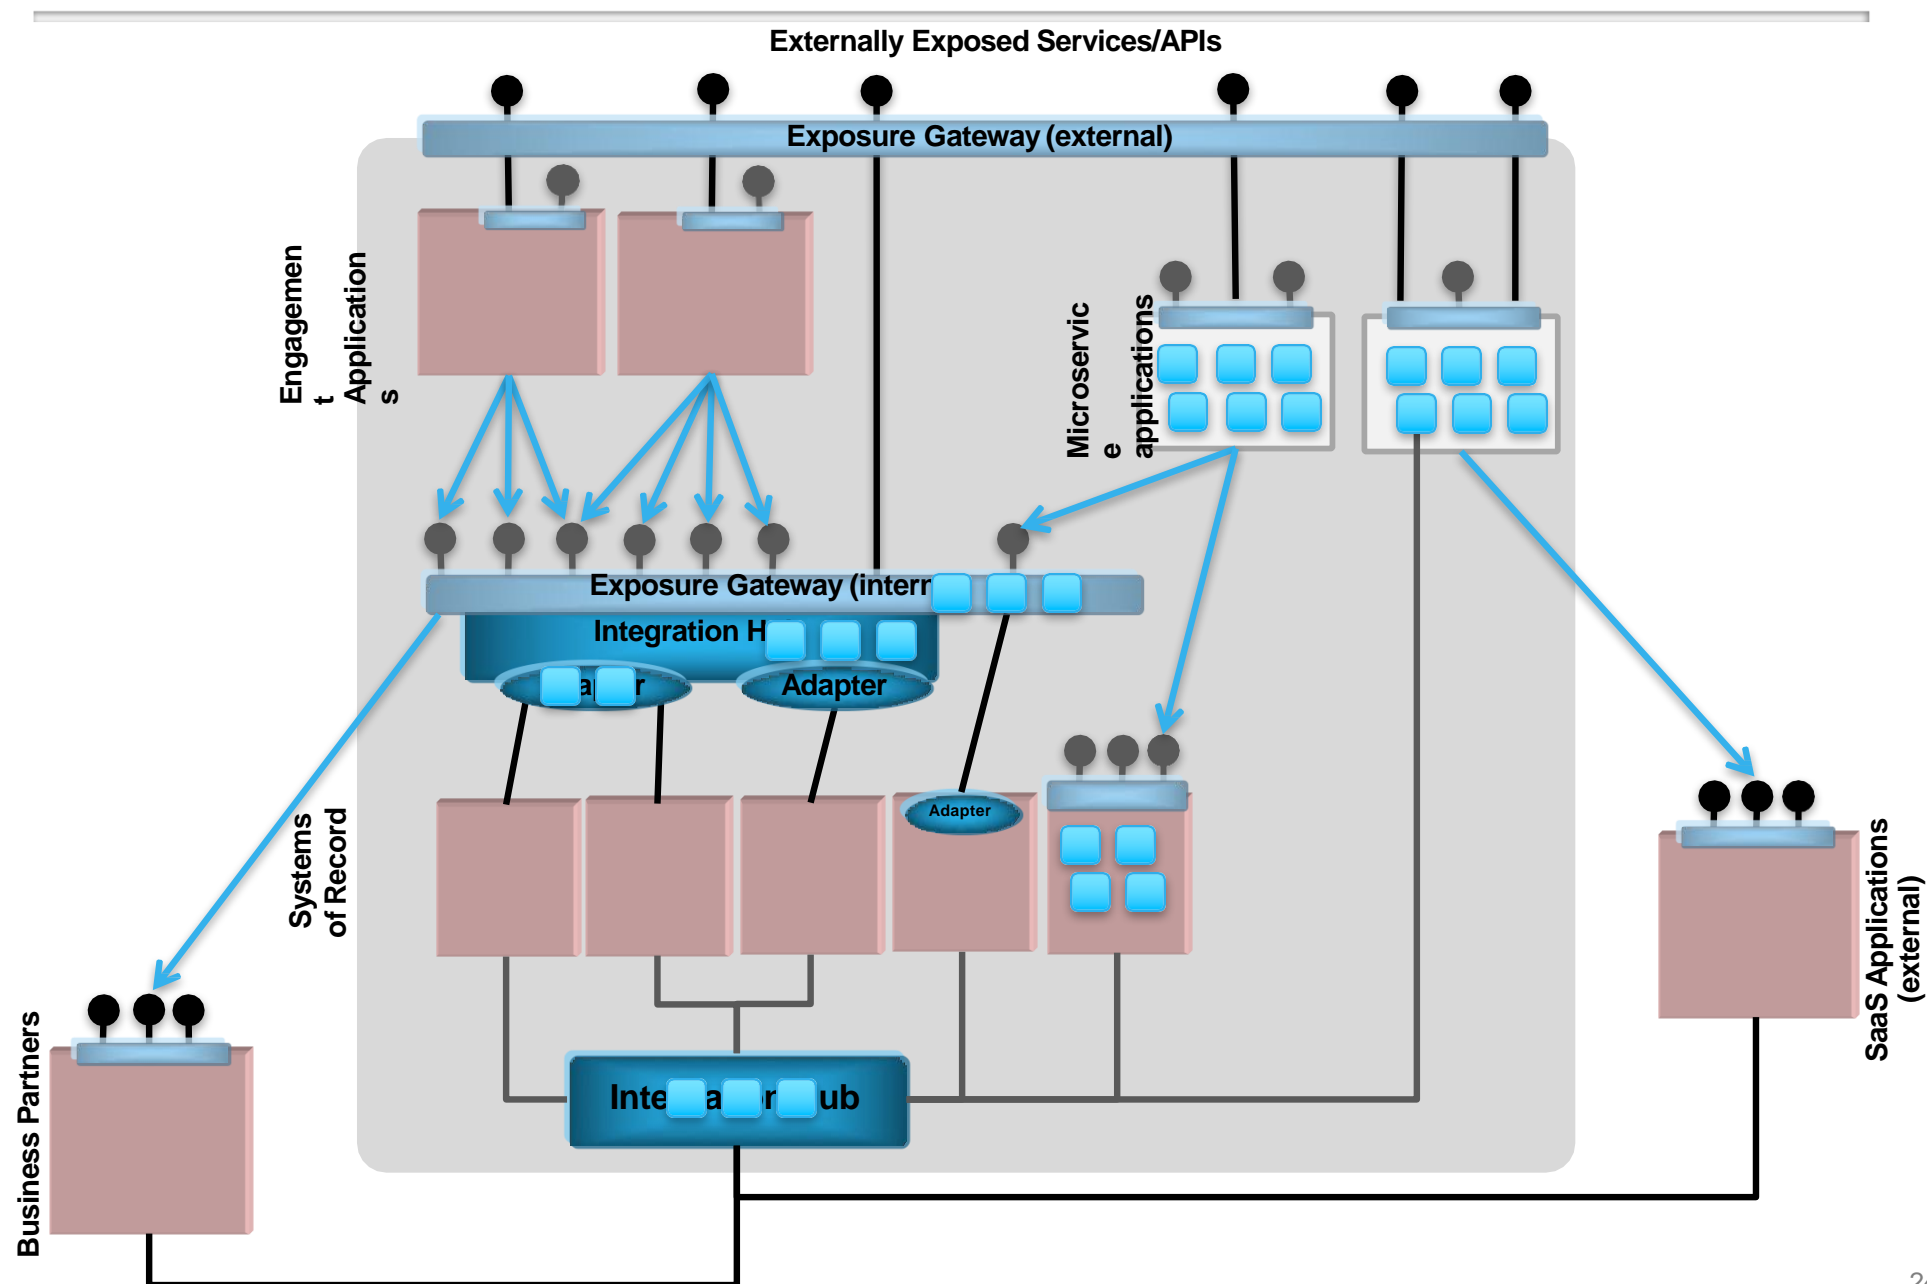 Externally Exposed Services/APIs
Exposure Gateway (external)
Engagemen
t
Application
s
Microservic
e
applications
Exposure Gateway (intern
Integration H
Adapter
Adapter
Systems
of Record
SaaS Applications
(external)
Business Partners
ub